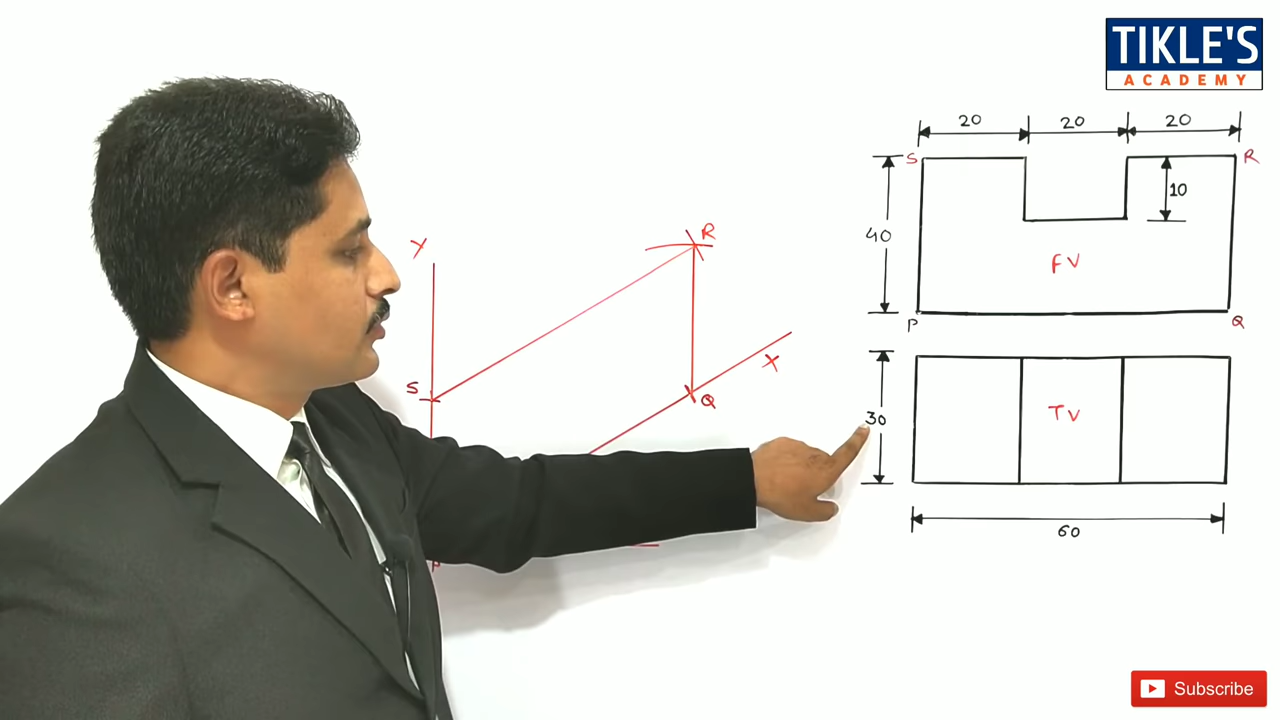 TIKLE'S
ACADEMY
20 20 20
S R
10
40
FV
P Q
Y
R
X
S
Q
30
TV
P
60
Subscribe